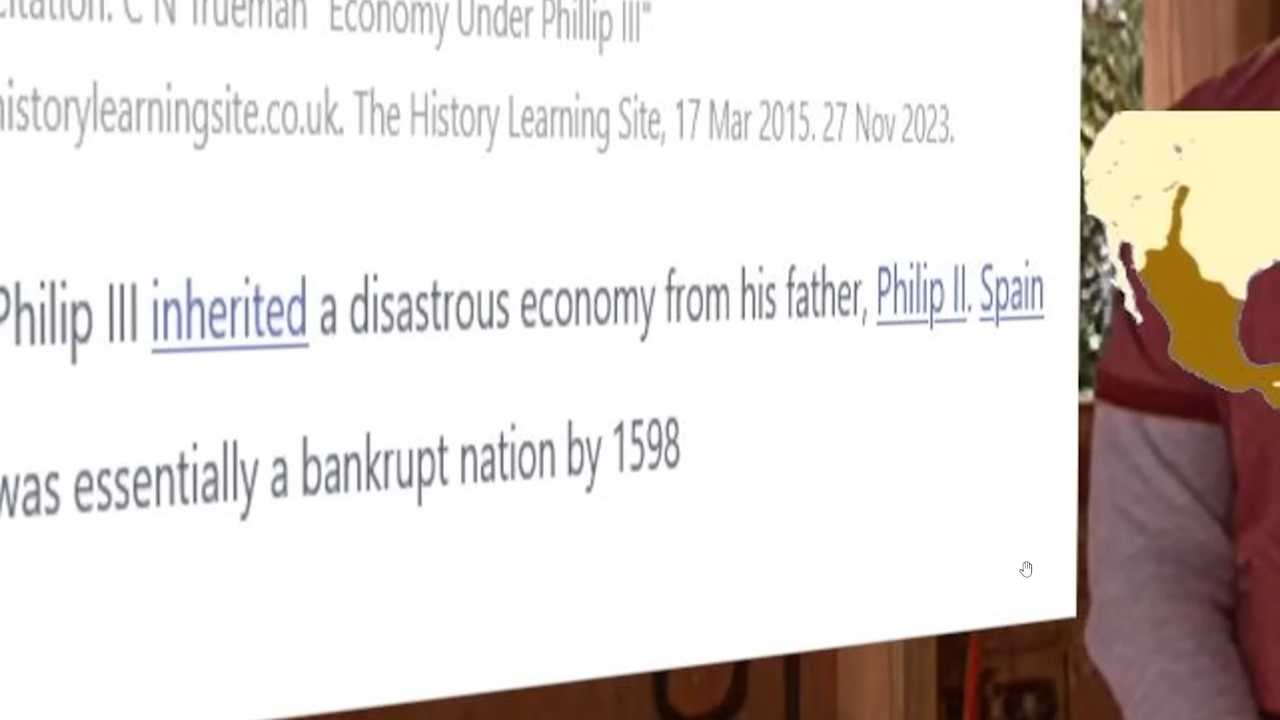 Citation: C N Trueman "Economy Under Phillip III"
historylearningsite.co.uk. The History Learning Site, 17 Mar 2015. 27 Nov 2023.
Philip III inherited a disastrous economy from his father, Philip II. Spain
was essentially a bankrupt nation by 1598